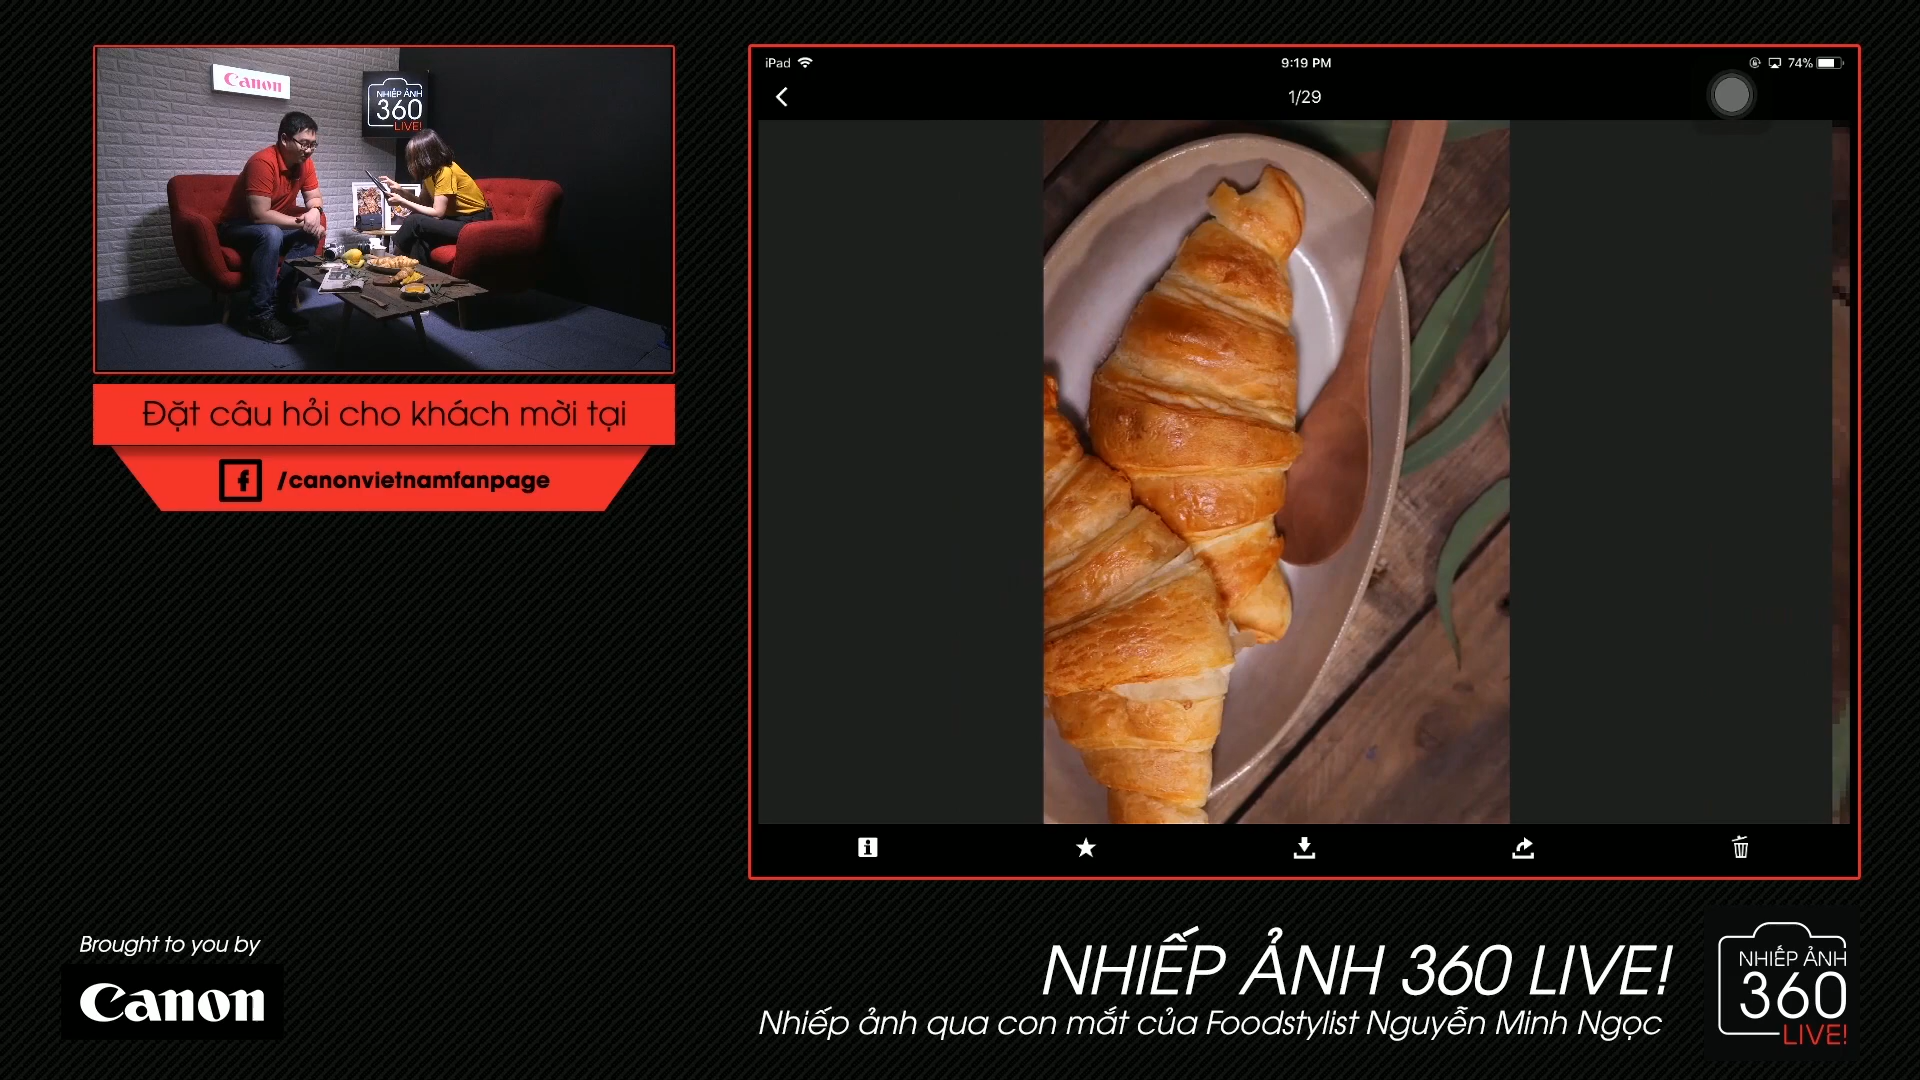 Canon
NHIẾP ẢNH
360
LIVE!
Đặt câu hỏi cho khách mời tại
f /canonvietnamfanpage
iPad
9:19 PM
74%
1/29
Brought to you by
Canon
NHIẾP ẢNH 360 LIVE!
Nhiếp ảnh qua con mắt của Foodstylist Nguyễn Minh Ngọc
NHIẾP ẢNH
360
LIVE!